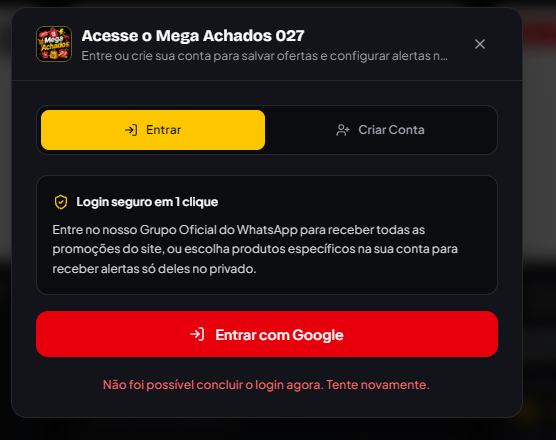 Mega
Achados
Acesse o Mega Achados 027
Entre ou crie sua conta para salvar ofertas e configurar alertas n...
Entrar
Criar Conta
Login seguro em 1 clique
Entre no nosso Grupo Oficial do WhatsApp para receber todas as
promoções do site, ou escolha produtos específicos na sua conta para
receber alertas só deles no privado.
Entrar com Google
Não foi possível concluir o login agora. Tente novamente.